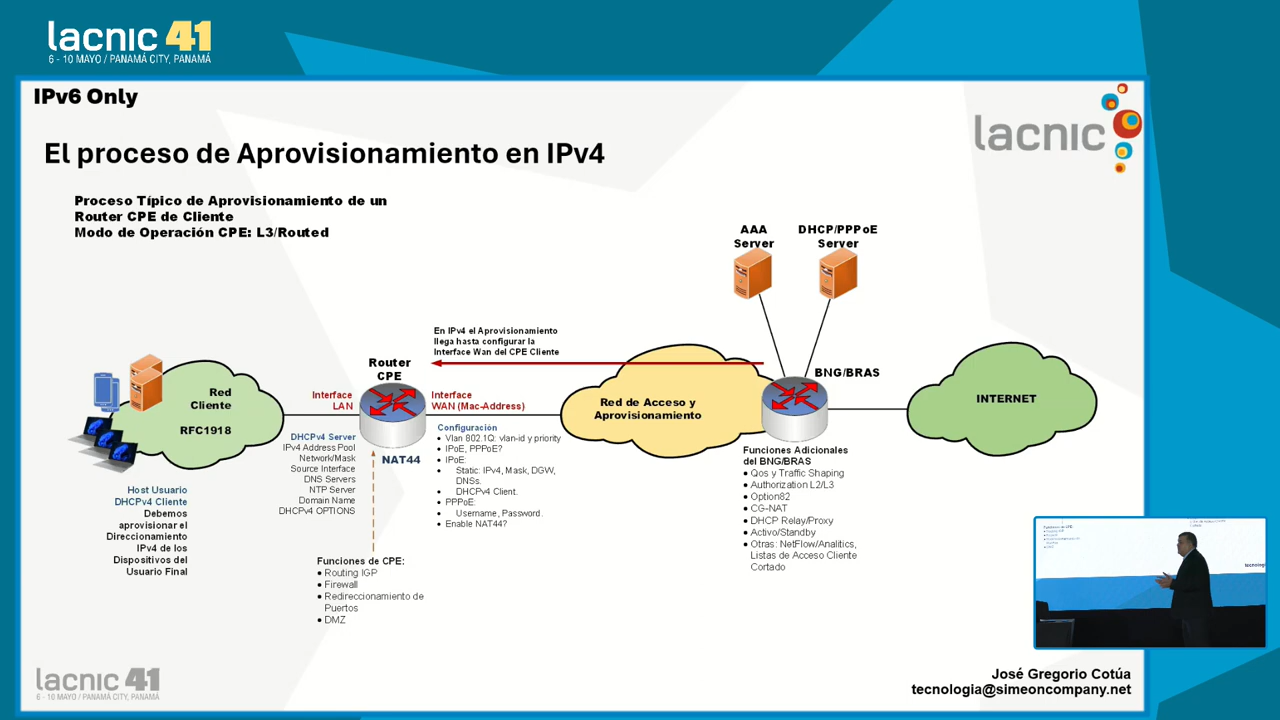 lacnic 41
6 - 10 MAYO / PANAMÁ CITY, PANAMÁ
IPv6 Only
lacnic
El proceso de Aprovisionamiento en IPv4
Proceso Típico de Aprovisionamiento de un
Router CPE de Cliente
Modo de Operación CPE: L3/Routed
AAA
Server
DHCP/PPPoE
Server
En IPv4 el Aprovisionamiento
llega hasta configurar la
Interface Wan del CPE Cliente
Router
CPE
BNG/BRAS
Red
Cliente
RFC1918
Interface
LAN
Interface
WAN (Mac-Address)
Red de Acceso y
Aprovisionamiento
INTERNET
DHCPv4 Server
IPv4 Address Pool
Network/Mask
Source Interface
DNS Servers
NTP Server
Domain Name
DHCPv4 OPTIONS
NAT44
Configuración
• Vlan 802.1Q: vlan-id y priority
• IPoE, PPPoE?
• IPoE:
• Static: IPv4, Mask, DGW,
DNSs.
• DHCPv4 Client.
• PPPoE:
• Username, Password.
• Enable NAT44?
Funciones Adicionales
del BNG/BRAS
• Qos y Traffic Shaping
• Authorization L2/L3
• Option82
• CG-NAT
• DHCP Relay/Proxy
• Activo/Standby
• Otras: NetFlow/Analitics,
Listas de Acceso Cliente
Cortado
Host Usuario
DHCPv4 Cliente
Debemos
aprovisionar el
Direccionamiento
IPv4 de los
Dispositivos del
Usuario Final
Funciones de CPE:
• Routing IGP
• Firewall
• Redireccionamiento de
Puertos
• DMZ
lacnic 41
6 - 10 MAYO / PANAMÁ CITY, PANAMÁ
José Gregorio Cotúa
tecnologia@simeoncompany.net